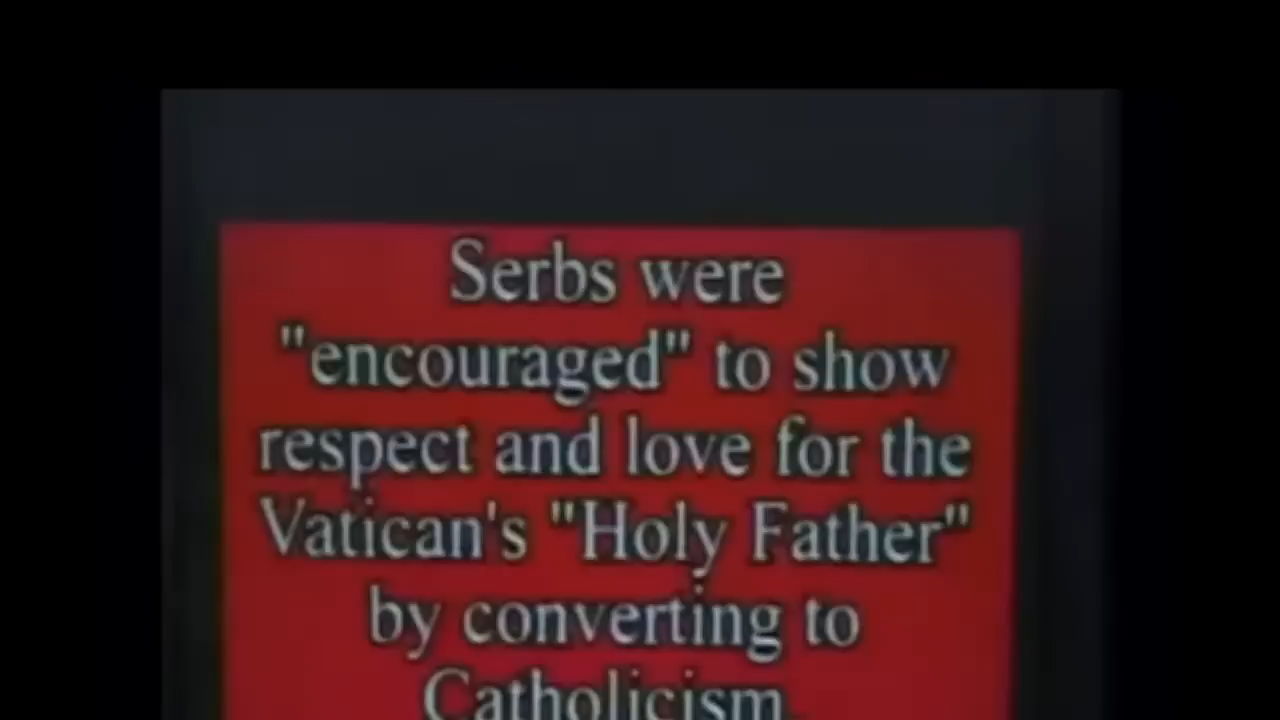 Serbs were
"encouraged" to show
respect and love for the
Vatican's "Holy Father"
by converting to
Catholicism.